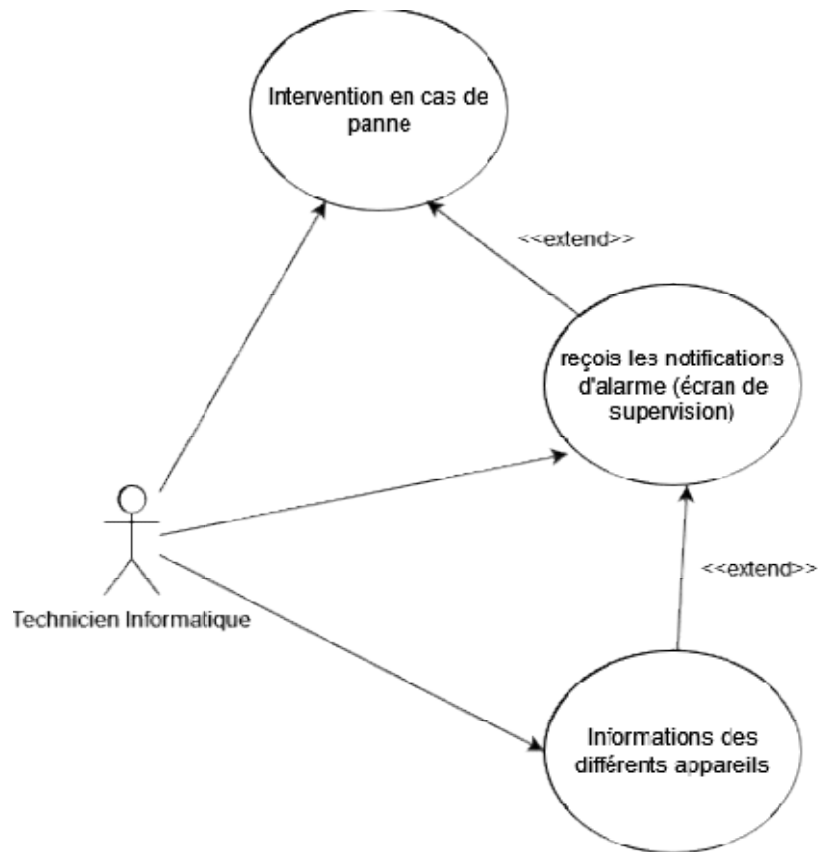 Intervention en cas de
panne
<<extend>>
reçois les notifications
d'alarme (écran de
supervision)
<<extend>>
Technicien Informatique
Informations des
différents appareils